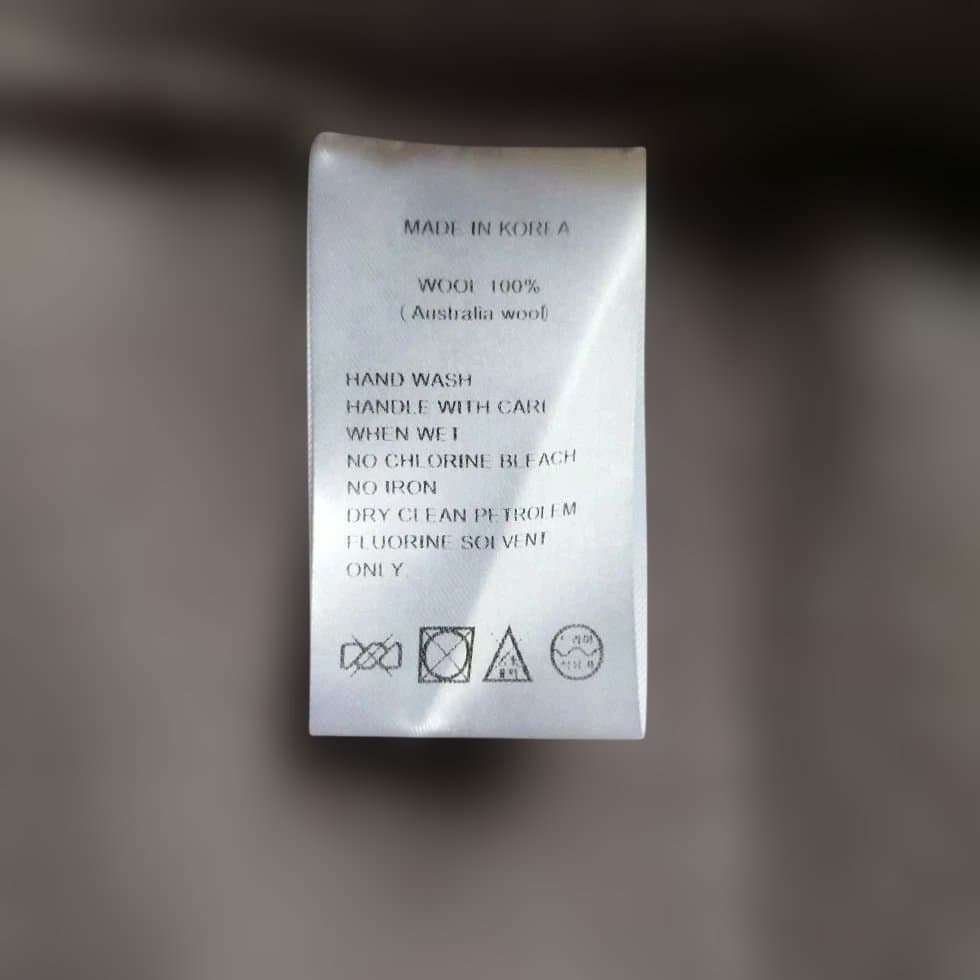 MADE IN KOREA
WOOL 100%
( Australia wool)
HAND WASH
HANDLE WITH CARE
WHEN WET
NO CHLORINE BLEACH
NO IRON
DRY CLEAN PETROLEM
FLUORINE SOLVENT
ONLY